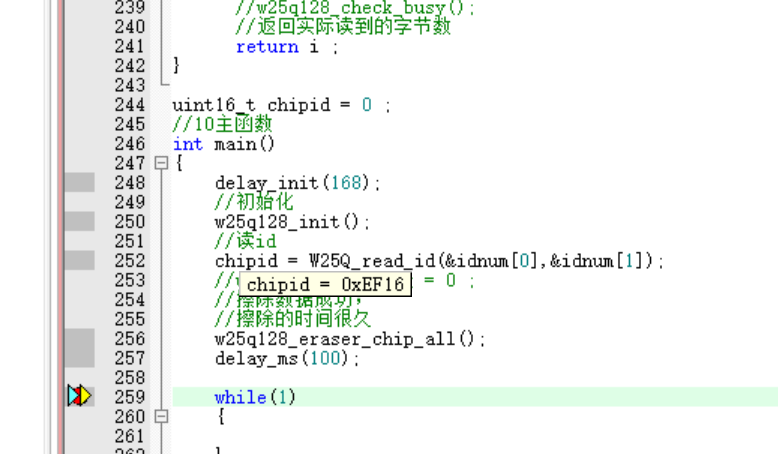 239 //w25q128_check_busy();
240 //返回实际读到的字节数
241 return i ;
242 }
243
244 uint16_t chipid = 0 ;
245 //10主函数
246 int main()
247 {
248 delay_init(168);
249 //初始化
250 w25q128_init();
251 //读id
252 chipid = W25Q_read_id(&idnum[0],&idnum[1]);
253 // = 0 ;
chipid = 0xEF16
254 //擦除数据成功,
255 //擦除的时间很久
256 w25q128_eraser_chip_all();
257 delay_ms(100);
258
259 while(1)
260 {
261
262